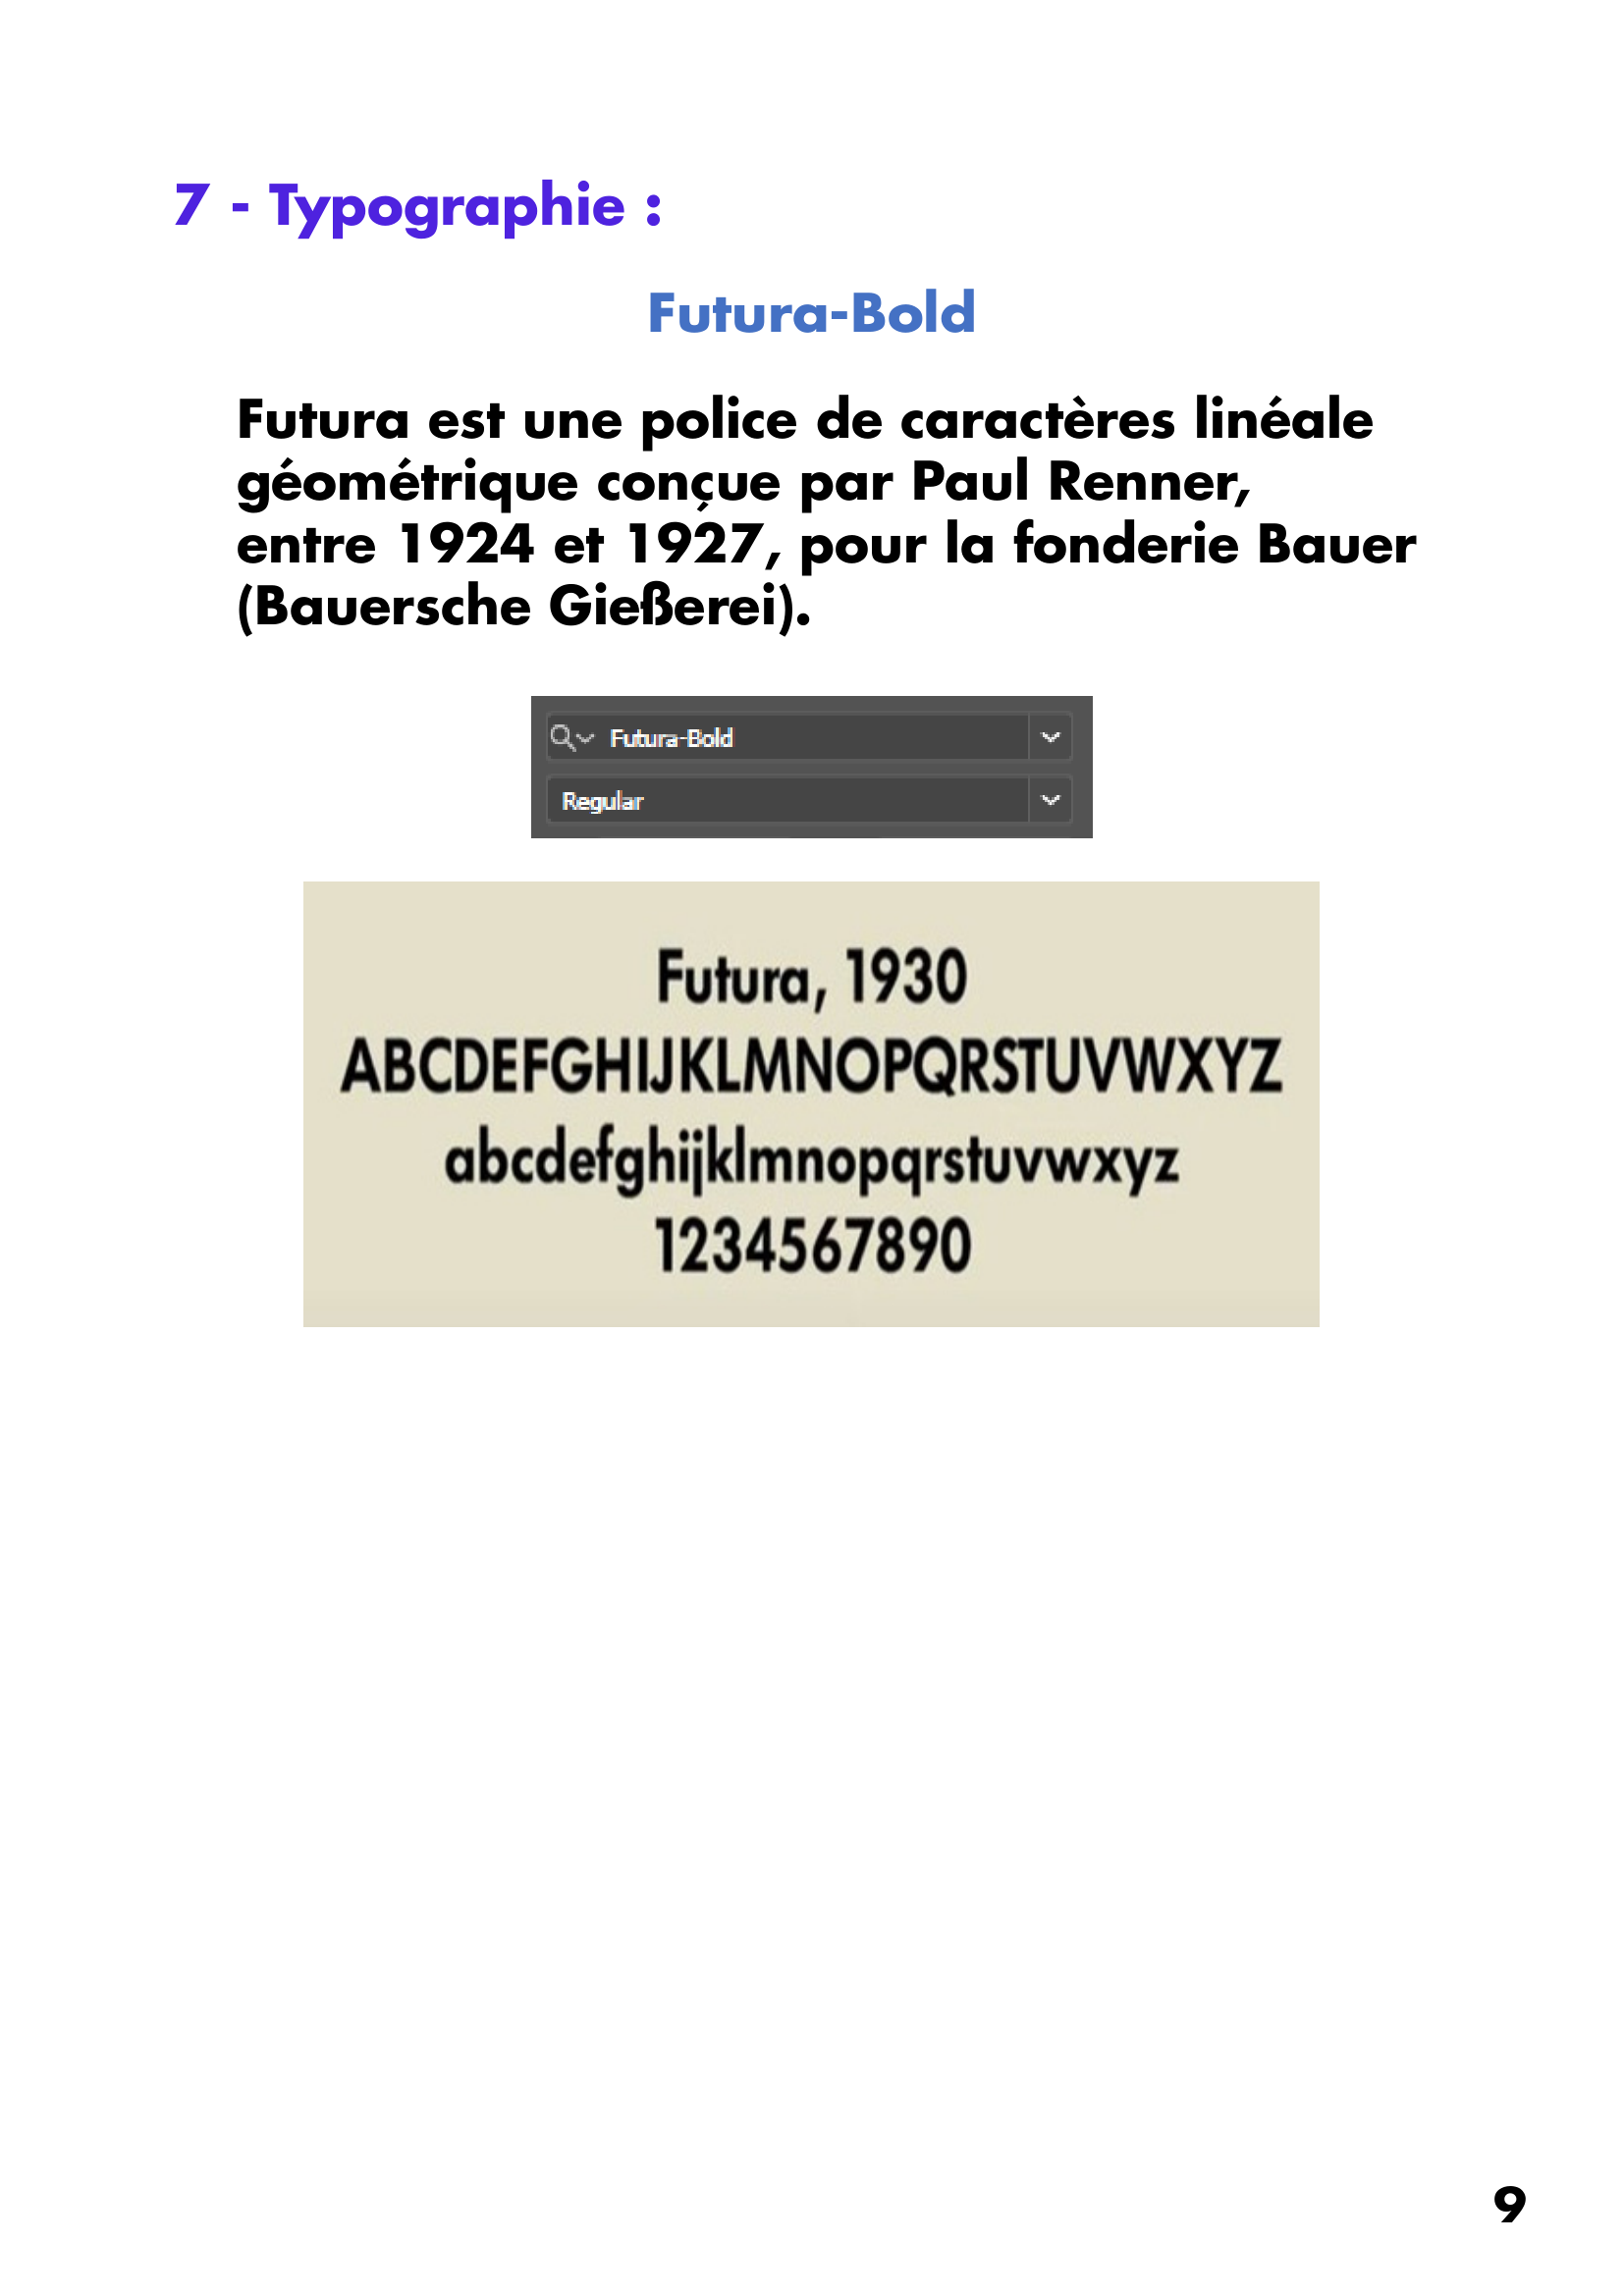 7 - Typographie :
Futura-Bold
Futura est une police de caractères linéale
géométrique conçue par Paul Renner,
entre 1924 et 1927, pour la fonderie Bauer
(Bauersche Gießerei).
Futura-Bold
Regular
Futura, 1930
ABCDEFGHIJKLMNOPQRSTUVWXYZ
abcdefghijklmnopqrstuvwxyz
1234567890
9